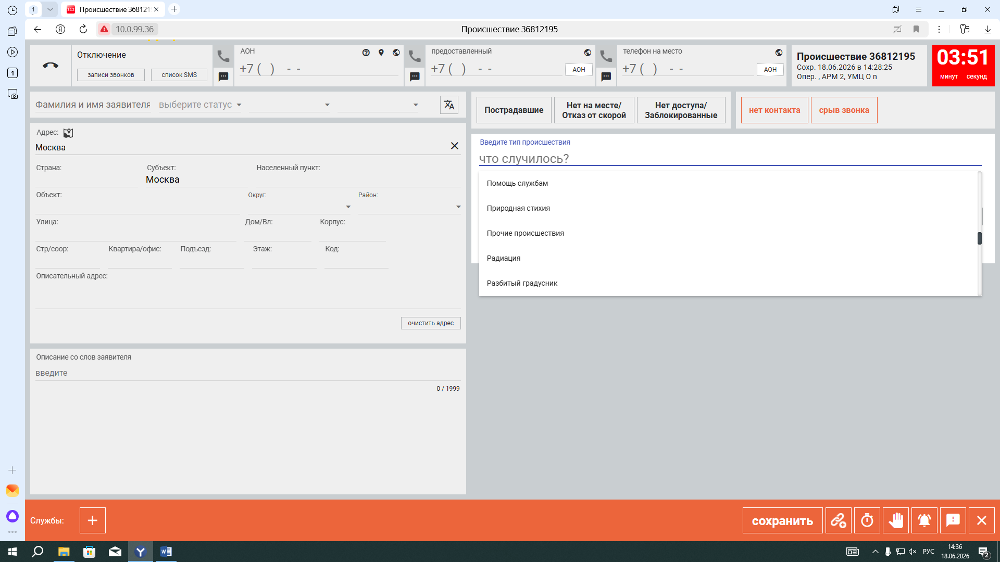 1
112 Происшествие 368121
Я
10.0.99.36
Происшествие 36812195
1
Отключение
записи звонков
список SMS
АОН
+7 ( ) - -
предоставленный
+7 ( ) - -
АОН
телефон на место
+7 ( ) - -
АОН
Происшествие 36812195
Сохр. 18.06.2026 в 14:28:25
Опер. , АРМ 2, УМЦ О n
03:51
минут секунд
Фамилия и имя заявителя
выберите статус
Пострадавшие
Нет на месте/
Отказ от скорой
Нет доступа/
Заблокированные
нет контакта
срыв звонка
Адрес:
Москва
Страна:
Субъект:
Населенный пункт:
Москва
Объект:
Округ:
Район:
Улица:
Дом/Вл:
Корпус:
Стр/соор:
Квартира/офис:
Подъезд:
Этаж:
Код:
Описательный адрес:
очистить адрес
Введите тип происшествия
что случилось?
Помощь службам
Природная стихия
Прочие происшествия
Радиация
Разбитый градусник
Описание со слов заявителя
введите
0 / 1999
Службы:
сохранить
РУС
14:36
18.06.2026
2